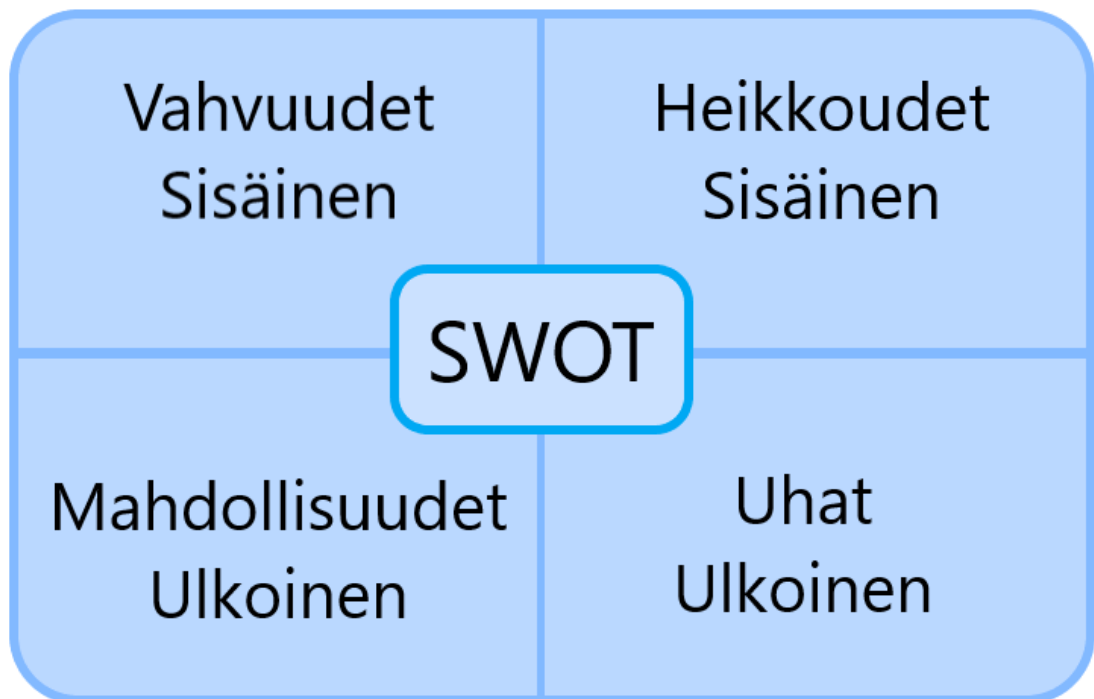 Vahvuudet
Sisäinen
Heikkoudet
Sisäinen
SWOT
Mahdollisuudet
Ulkoinen
Uhat
Ulkoinen